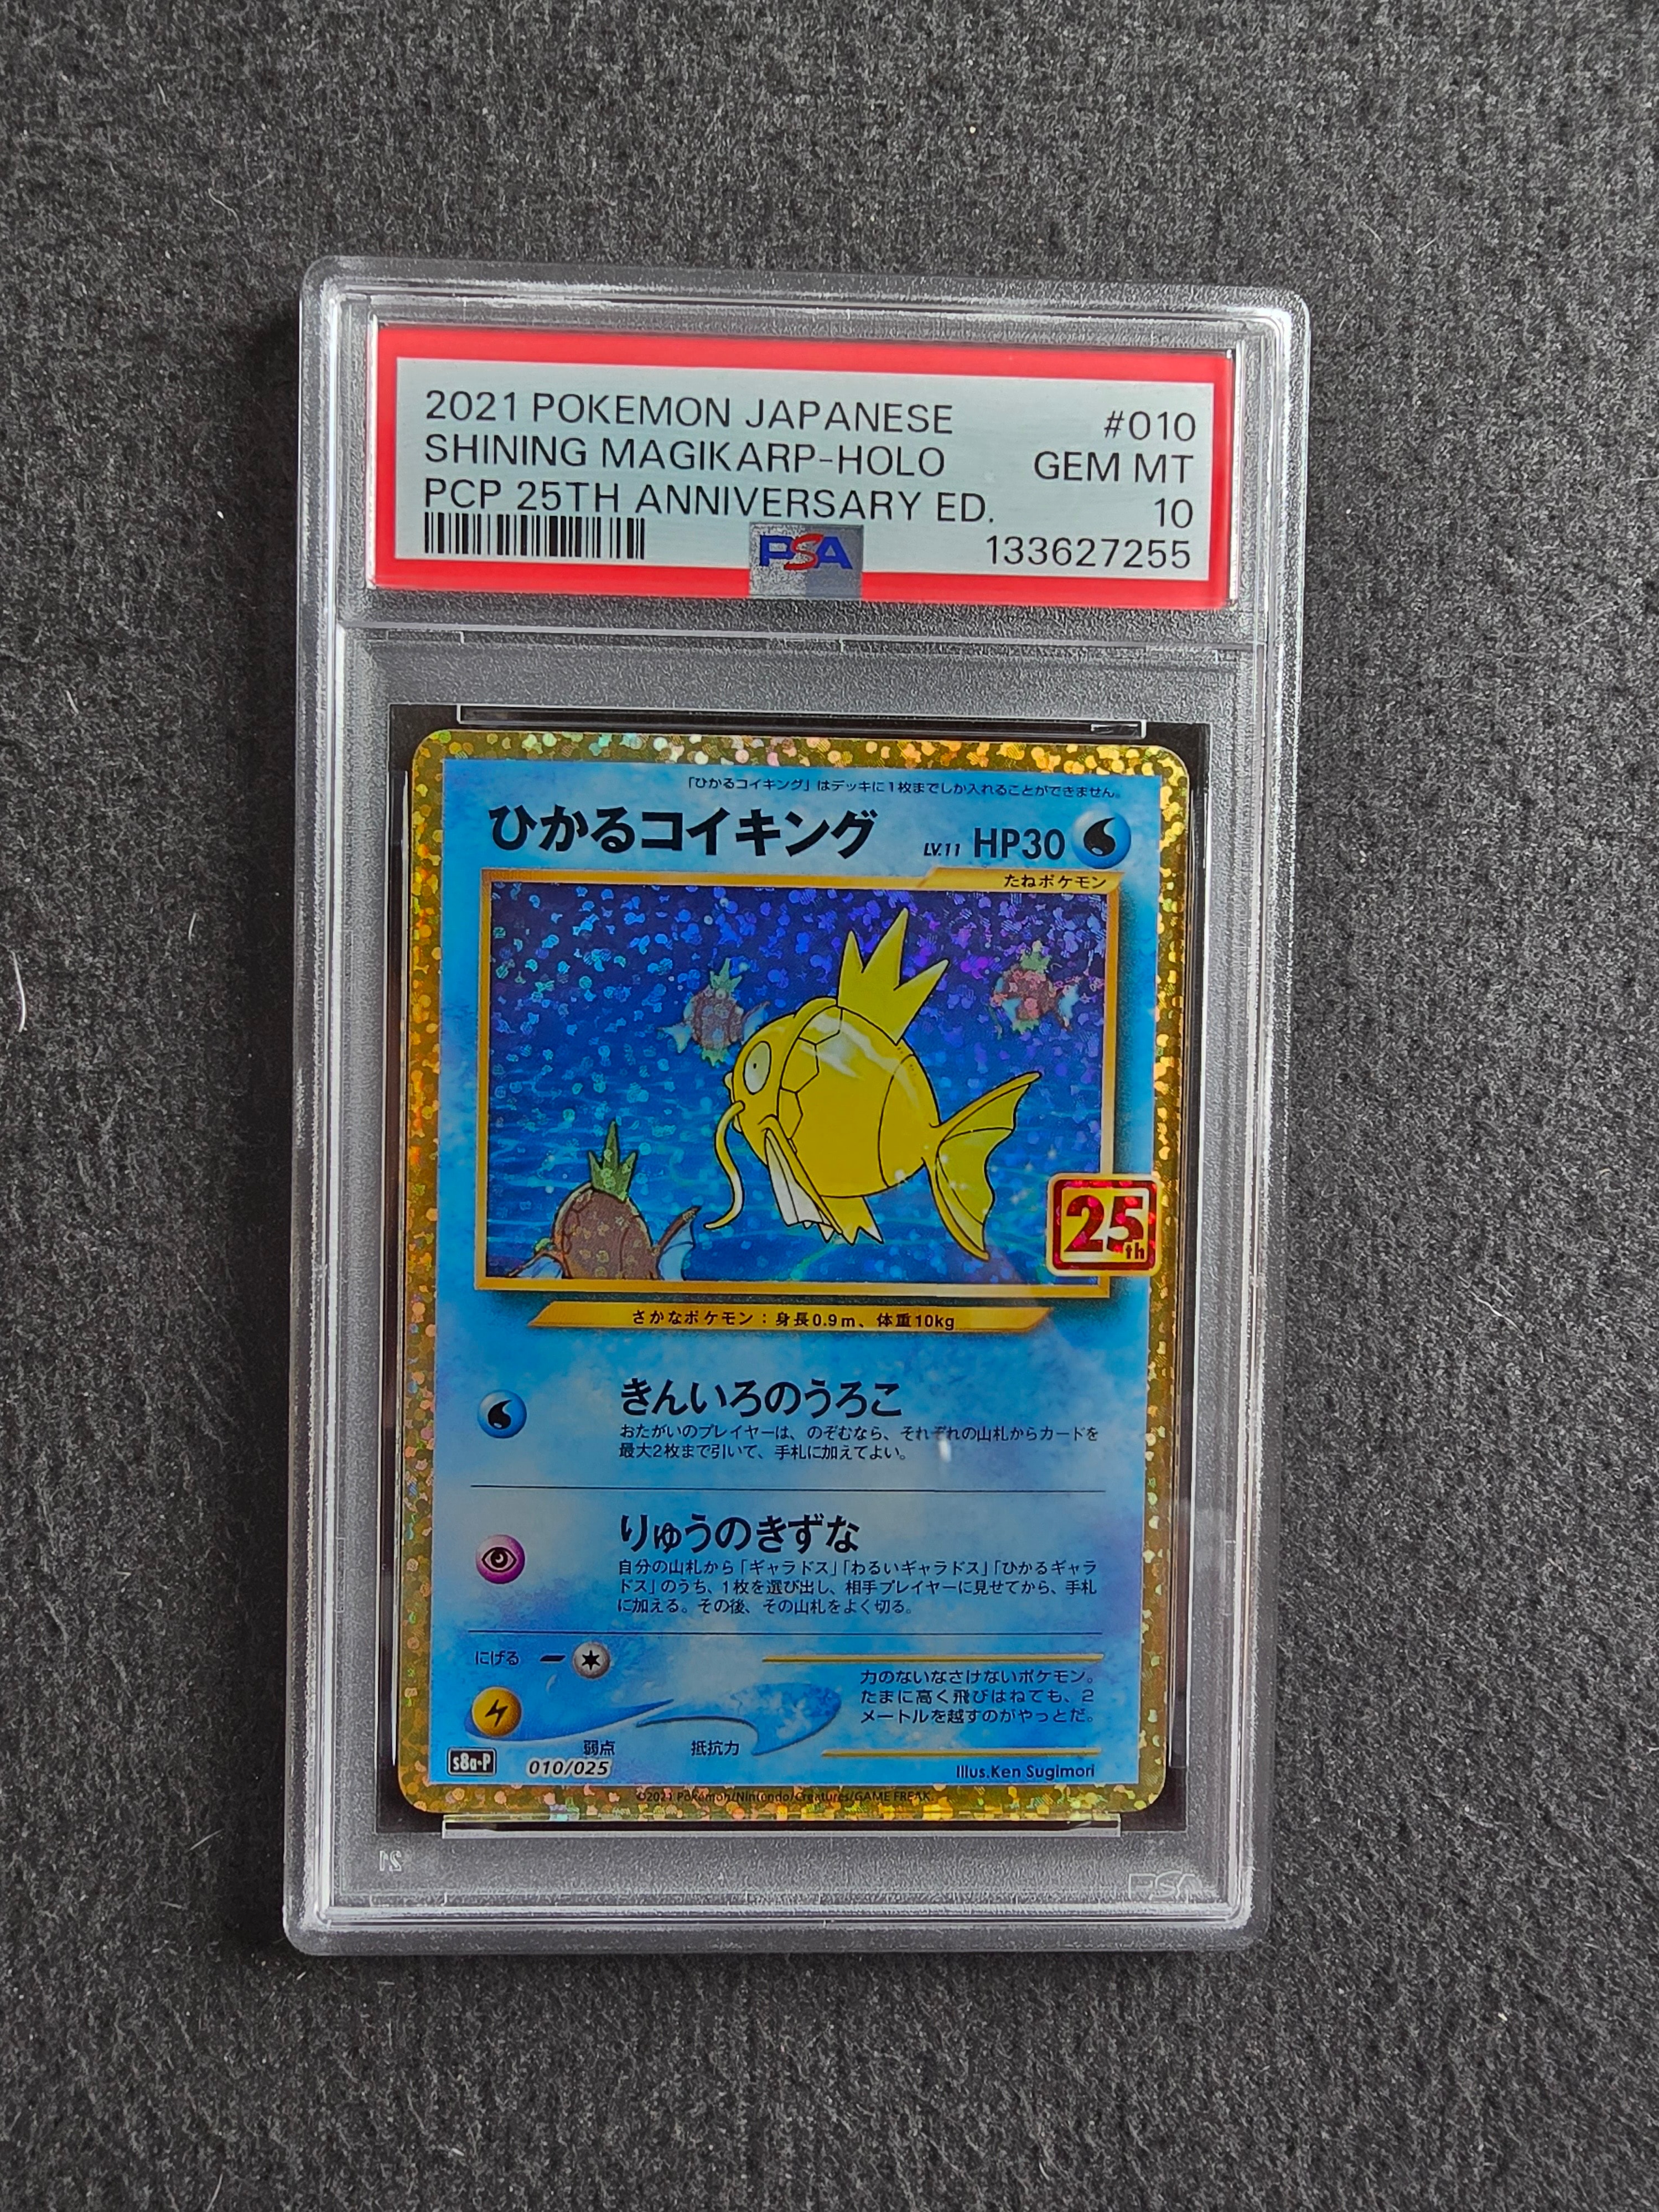 2021 POKEMON JAPANESE #010
SHINING MAGIKARP-HOLO GEM MT
PCP 25TH ANNIVERSARY ED. 10
PSA 133627255
「ひかるコイキング」はデッキに1枚までしか入れることができません。
ひかるコイキング LV.11 HP30
たねポケモン
25th
さかなポケモン：身長0.9m、体重10kg
きんいろのうろこ
おたがいのプレイヤーは、のぞむなら、それぞれの山札からカードを
最大2枚まで引いて、手札に加えてよい。
りゅうのきずな
自分の山札から「ギャラドス」「わるいギャラドス」「ひかるギャラ
ドス」のうち、1枚を選び出し、相手プレイヤーに見せてから、手札
に加える。その後、その山札をよく切る。
にげる
力のないなさけないポケモン。
たまに高く飛びはねても、2
メートルを越すのがやっとだ。
弱点 抵抗力
s8a-P 010/025 Illus.Ken Sugimori
©2021 Pokémon/Nintendo/Creatures/GAME FREAK.
PSA